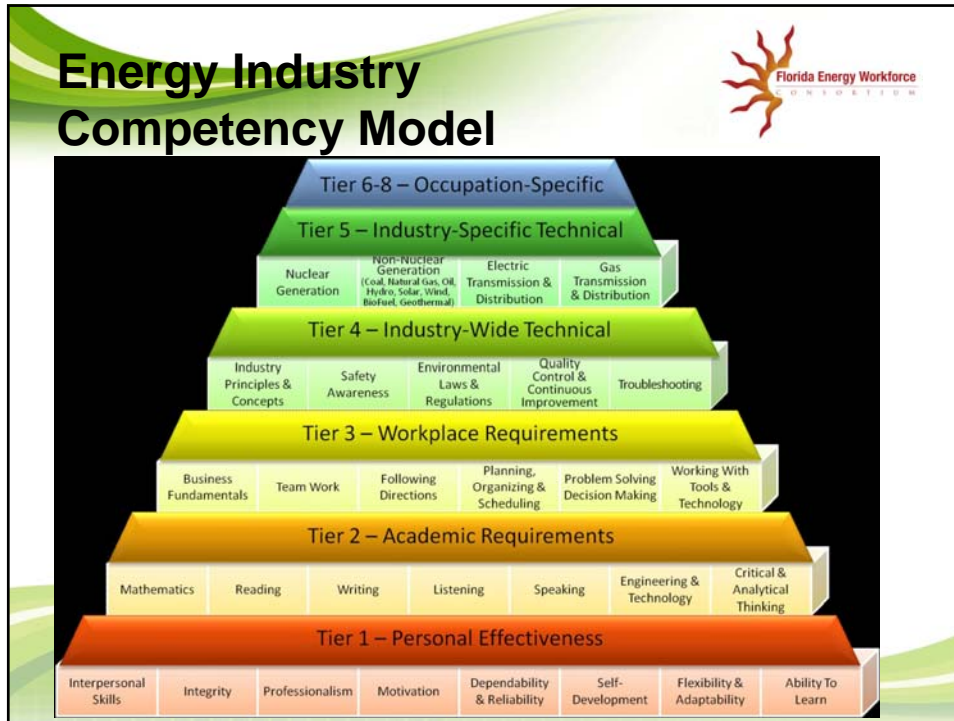 Energy Industry
Competency Model
Florida Energy Workforce
CONSORTIUM
Tier 6-8 – Occupation-Specific
Tier 5 – Industry-Specific Technical
Nuclear
Generation
Non-Nuclear
Generation
(Coal, Natural Gas, Oil,
Hydro, Solar, Wind,
BioFuel, Geothermal)
Electric
Transmission &
Distribution
Gas
Transmission
& Distribution
Tier 4 – Industry-Wide Technical
Industry
Principles &
Concepts
Safety
Awareness
Environmental
Laws &
Regulations
Quality
Control &
Continuous
Improvement
Troubleshooting
Tier 3 – Workplace Requirements
Business
Fundamentals
Team Work
Following
Directions
Planning,
Organizing &
Scheduling
Problem Solving
Decision Making
Working With
Tools &
Technology
Tier 2 – Academic Requirements
Mathematics
Reading
Writing
Listening
Speaking
Engineering &
Technology
Critical &
Analytical
Thinking
Tier 1 – Personal Effectiveness
Interpersonal
Skills
Integrity
Professionalism
Motivation
Dependability
& Reliability
Self-
Development
Flexibility &
Adaptability
Ability To
Learn